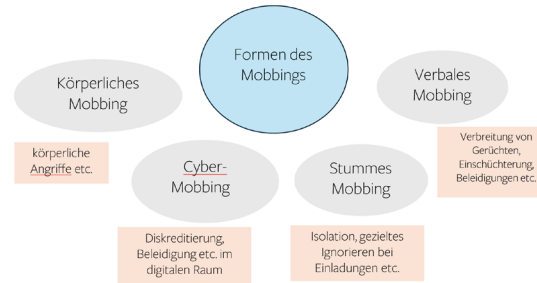 Formen des
Mobbings
Körperliches
Mobbing
körperliche
Angriffe etc.
Cyber-
Mobbing
Diskreditierung,
Beleidigung etc. im
digitalen Raum
Stummes
Mobbing
Isolation, gezieltes
Ignorieren bei
Einladungen etc.
Verbales
Mobbing
Verbreitung von
Gerüchten,
Einschüchterung,
Beleidigungen etc.